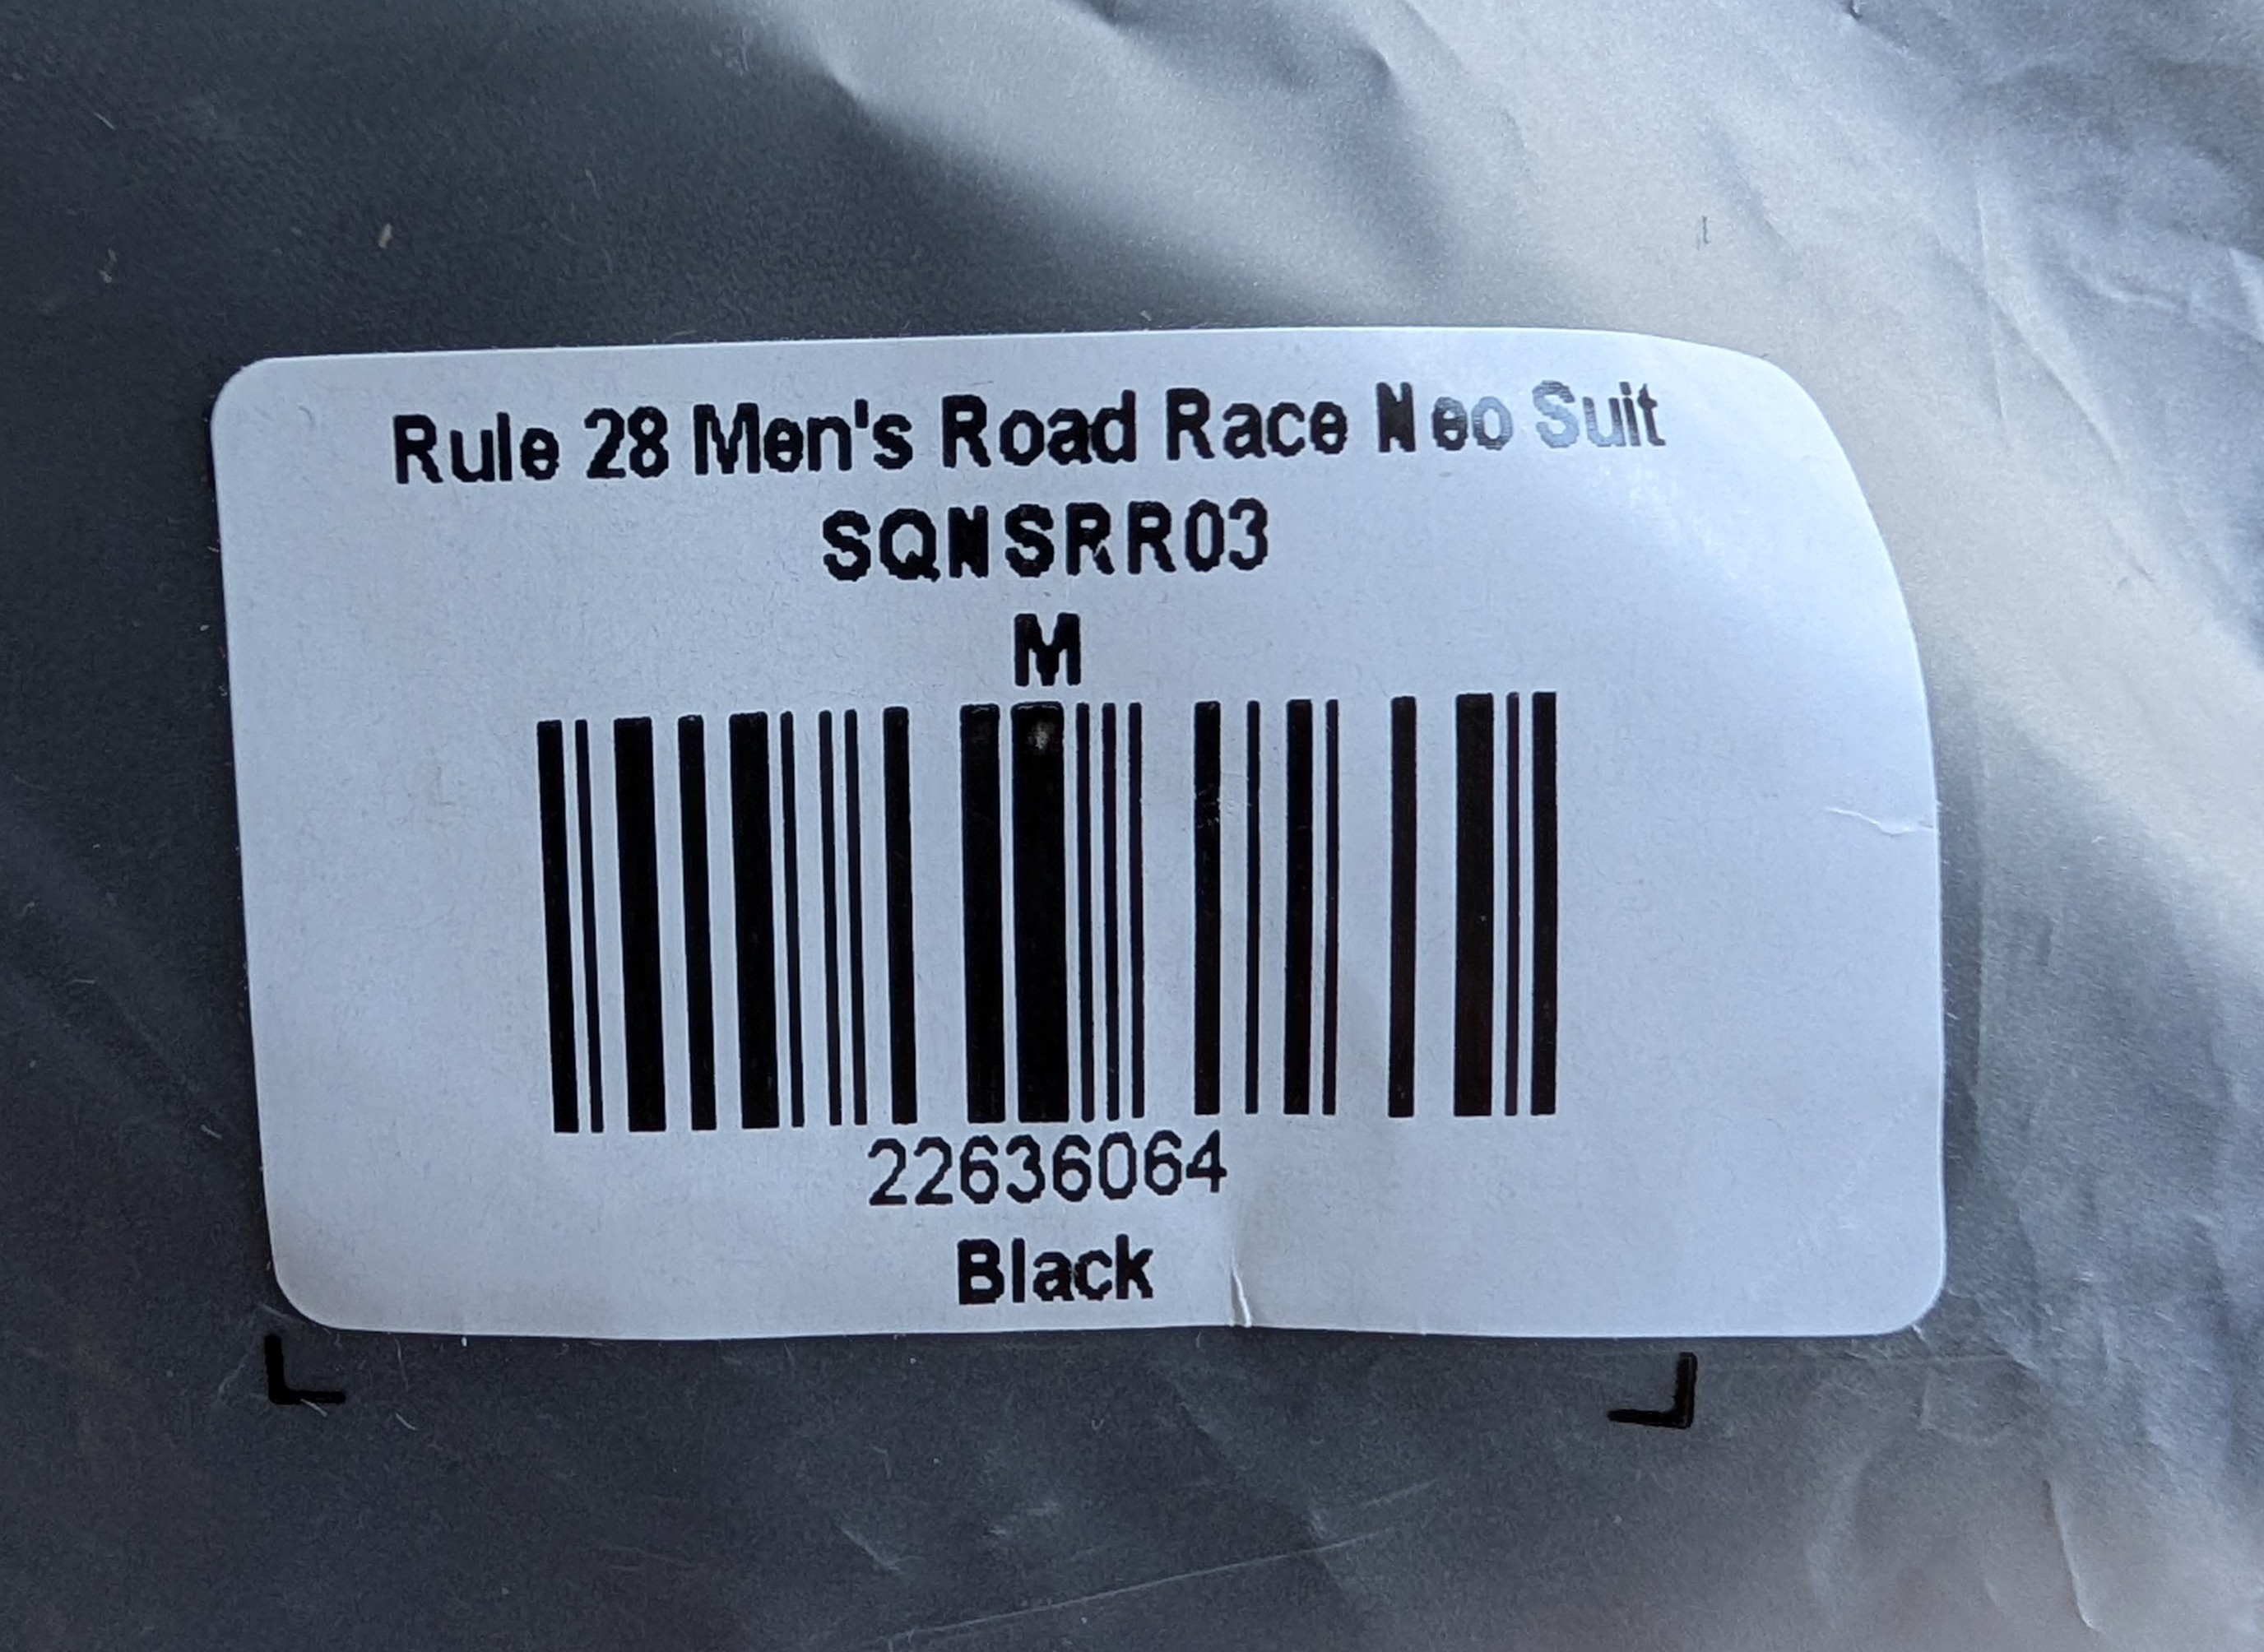 Rule 28 Men's Road Race Neo Suit
SQNSRR03
M
22636064
Black